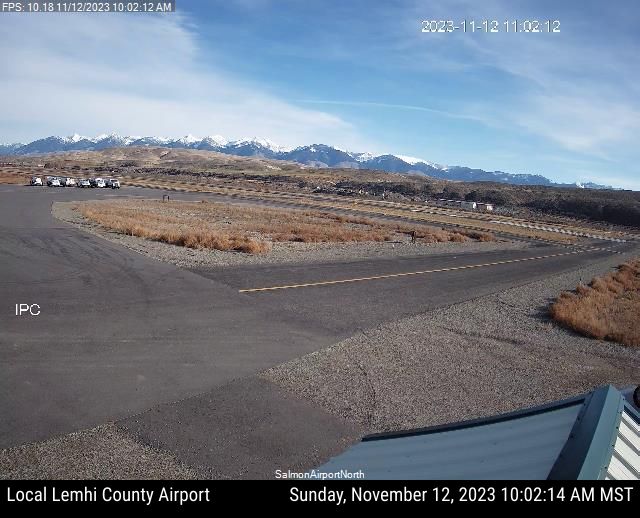 FPS: 10.18 11/12/2023 10:02:12 AM
2023-11-12 11:02:12
IPC
SalmonAirportNorth
Local Lemhi County Airport Sunday, November 12, 2023 10:02:14 AM MST